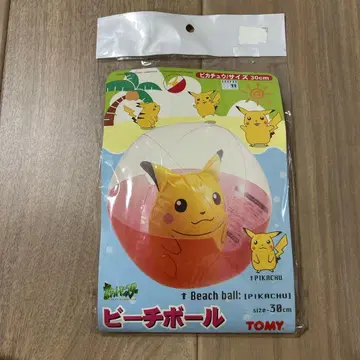 ピカチュウ/サイズ 30cm
↑PIKACHU
↑ Beach ball: [PIKACHU]
size-30cm
ビーチボール
TOMY